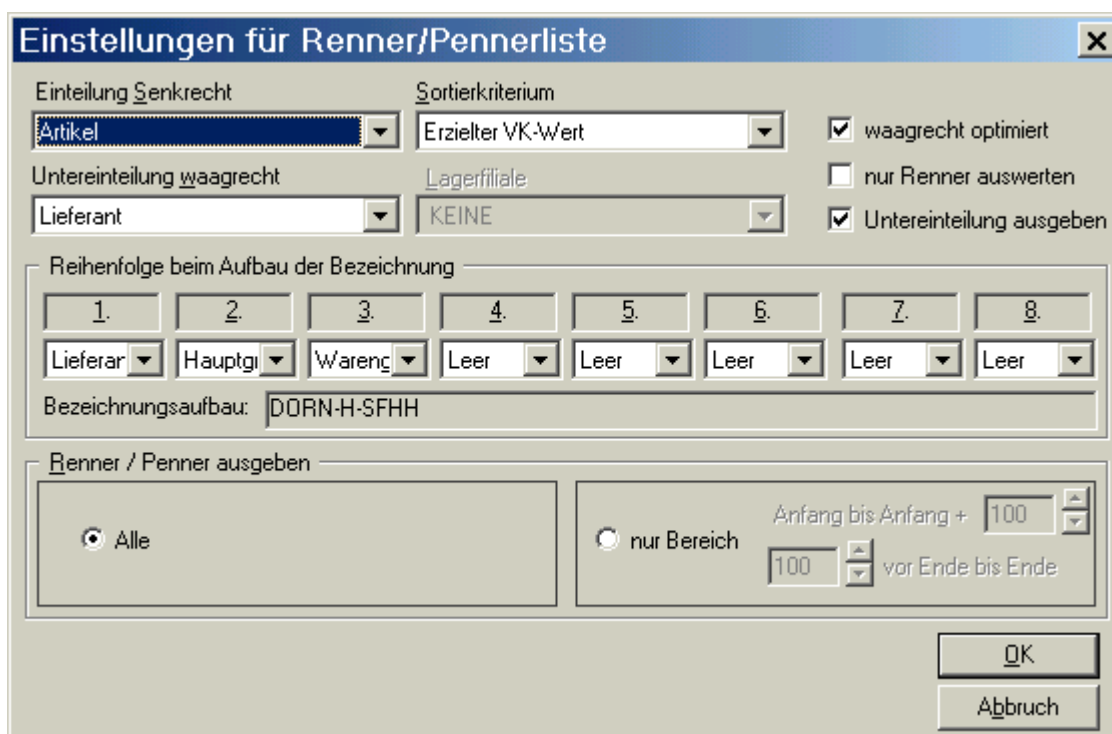 Einstellungen für Renner/Pennerliste
Einteilung Senkrecht
Sortierkriterium
Artikel
Erzielter VK-Wert
waagrecht optimiert
Untereinteilung waagrecht
Lagerfiliale
nur Renner auswerten
Lieferant
KEINE
Untereinteilung ausgeben
Reihenfolge beim Aufbau der Bezeichnung
1. 2. 3. 4. 5. 6. 7. 8.
Lieferar Hauptgr Wareng Leer Leer Leer Leer Leer
Bezeichnungsaufbau: DORN-H-SFHH
Renner / Penner ausgeben
Alle
nur Bereich
Anfang bis Anfang + 100
100 vor Ende bis Ende
OK
Abbruch